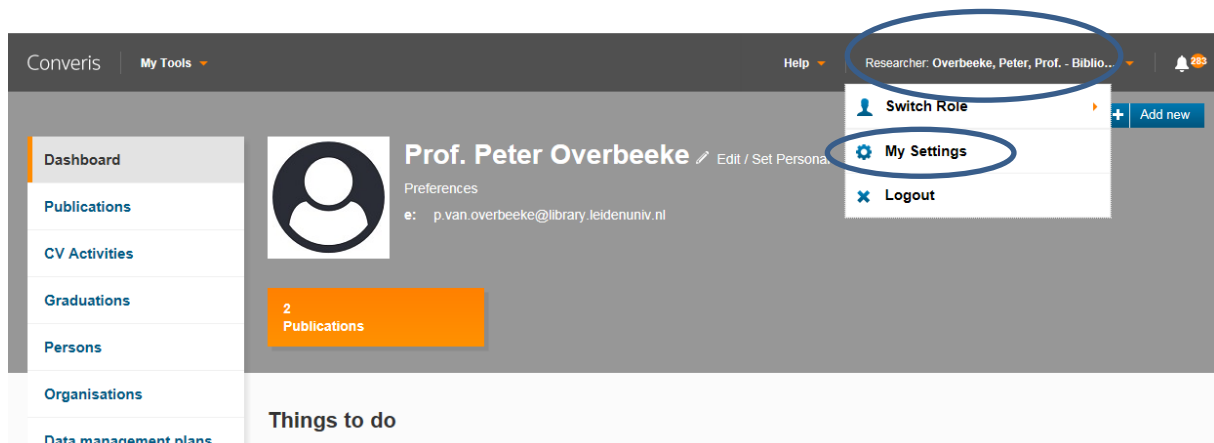 Converis
My Tools
Help
Researcher: Overbeeke, Peter, Prof. - Biblio...
283
Switch Role
My Settings
Logout
Add new
Dashboard
Publications
CV Activities
Graduations
Persons
Organisations
Data management plans
Prof. Peter Overbeeke Edit / Set Personal
Preferences
e: p.van.overbeeke@library.leidenuniv.nl
2
Publications
Things to do